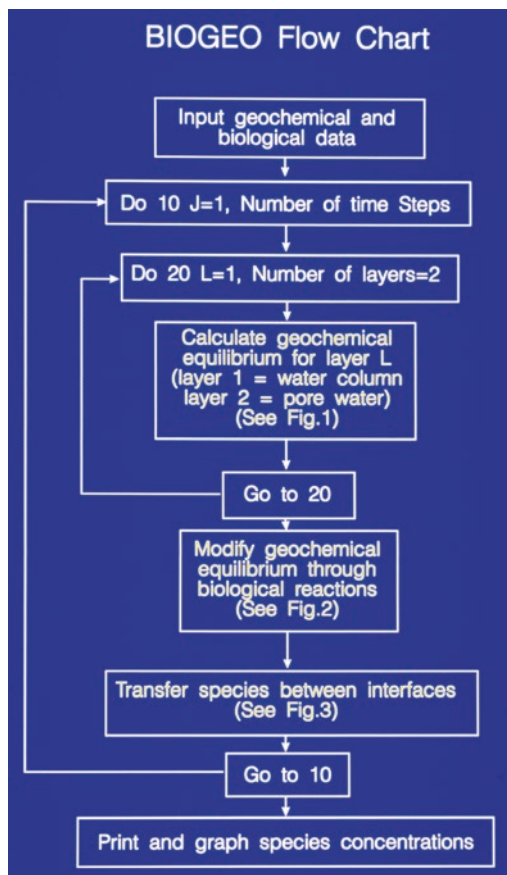 BIOGEO Flow Chart
Input geochemical and
biological data
Do 10 J=1, Number of time Steps
Do 20 L=1, Number of layers=2
Calculate geochemical
equilibrium for layer L
(layer 1 = water column
layer 2 = pore water)
(See Fig.1)
Go to 20
Modify geochemical
equilibrium through
biological reactions
(See Fig.2)
Transfer species between interfaces
(See Fig.3)
Go to 10
Print and graph species concentrations